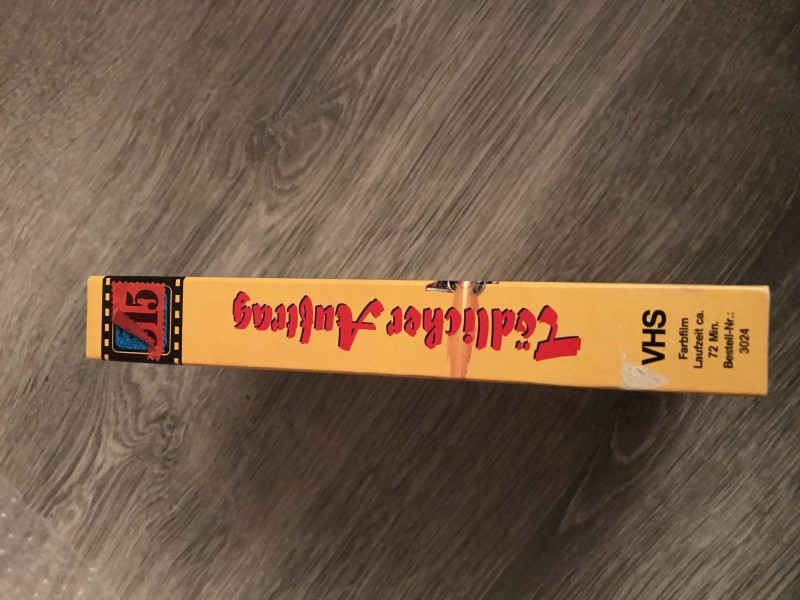 Tödlicher Auftrag
VHS
Farbfilm
Laufzeit ca.
72 Min.
Bestell-Nr.:
3024